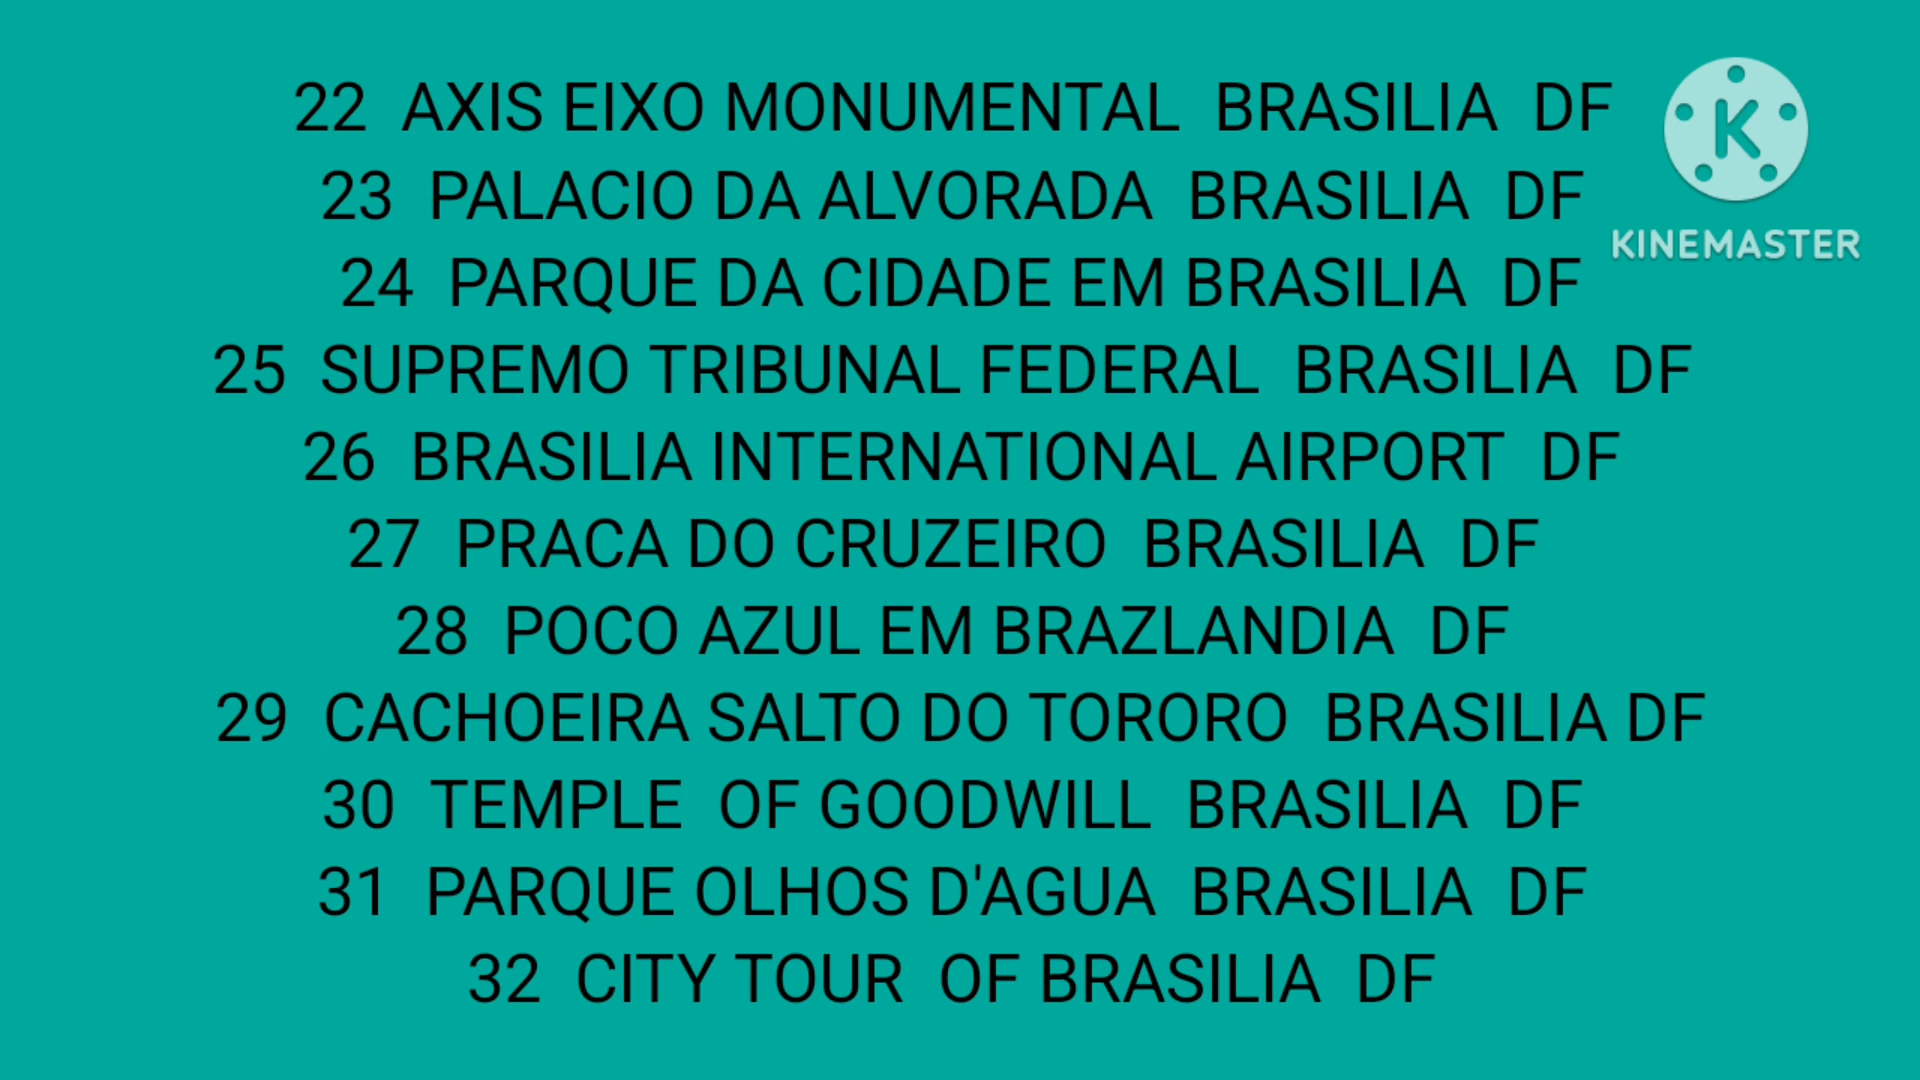 22  AXIS EIXO MONUMENTAL  BRASILIA  DF
23  PALACIO DA ALVORADA  BRASILIA  DF
24  PARQUE DA CIDADE EM BRASILIA  DF
25  SUPREMO TRIBUNAL FEDERAL  BRASILIA  DF
26  BRASILIA INTERNATIONAL AIRPORT  DF
27  PRACA DO CRUZEIRO  BRASILIA  DF
28  POCO AZUL EM BRAZLANDIA  DF
29  CACHOEIRA SALTO DO TORORO  BRASILIA DF
30  TEMPLE  OF GOODWILL  BRASILIA  DF
31  PARQUE OLHOS D'AGUA  BRASILIA  DF
32  CITY TOUR  OF BRASILIA  DF
K
KINEMASTER